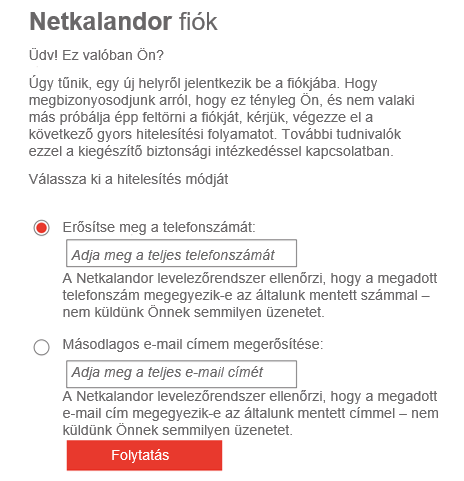 Netkalandor fiók
Üdv! Ez valóban Ön?
Úgy tűnik, egy új helyről jelentkezik be a fiókjába. Hogy
megbizonyosodjunk arról, hogy ez tényleg Ön, és nem valaki
más próbálja épp feltörni a fiókját, kérjük, végezze el a
következő gyors hitelesítési folyamatot. További tudnivalók
ezzel a kiegészítő biztonsági intézkedéssel kapcsolatban.
Válassza ki a hitelesítés módját
Erősítse meg a telefonszámát:
Adja meg a teljes telefonszámát
A Netkalandor levelezőrendszer ellenőrzi, hogy a megadott
telefonszám megegyezik-e az általunk mentett számmal –
nem küldünk Önnek semmilyen üzenetet.
Másodlagos e-mail címem megerősítése:
Adja meg a teljes e-mail címét
A Netkalandor levelezőrendszer ellenőrzi, hogy a megadott
e-mail cím megegyezik-e az általunk mentett címmel – nem
küldünk Önnek semmilyen üzenetet.
Folytatás